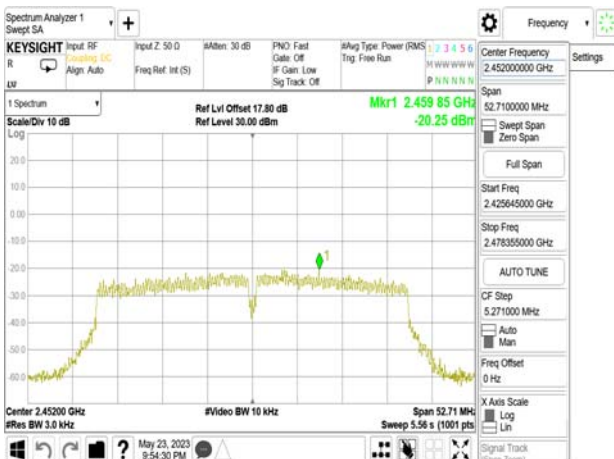 Spectrum Analyzer 1
Swept SA
Frequency
KEYSIGHT
R
Input: RF
Coupling: DC
Align: Auto
Input Z: 50 Ω
Freq Ref: Int (S)
#Atten: 30 dB
PNO: Fast
Gate: Off
IF Gain: Low
Sig Track: Off
#Avg Type: Power (RMS
Trig: Free Run
1 2 3 4 5 6
M W W W W W
P N N N N N
1 Spectrum
Scale/Div 10 dB
Log
Ref Lvl Offset 17.80 dB
Ref Level 30.00 dBm
Mkr1 2.459 85 GHz
-20.25 dBm
20.0
10.0
0.00
-10.0
-20.0
-30.0
-40.0
-50.0
-60.0
1
Center 2.45200 GHz
#Res BW 3.0 kHz
#Video BW 10 kHz
Span 52.71 MHz
Sweep 5.56 s (1001 pts)
May 23, 2023
9:54:30 PM
Center Frequency
2.452000000 GHz
Settings
Span
52.7100000 MHz
Swept Span
Zero Span
Full Span
Start Freq
2.425645000 GHz
Stop Freq
2.478355000 GHz
AUTO TUNE
CF Step
5.271000 MHz
Auto
Man
Freq Offset
0 Hz
X Axis Scale
Log
Lin
Signal Track